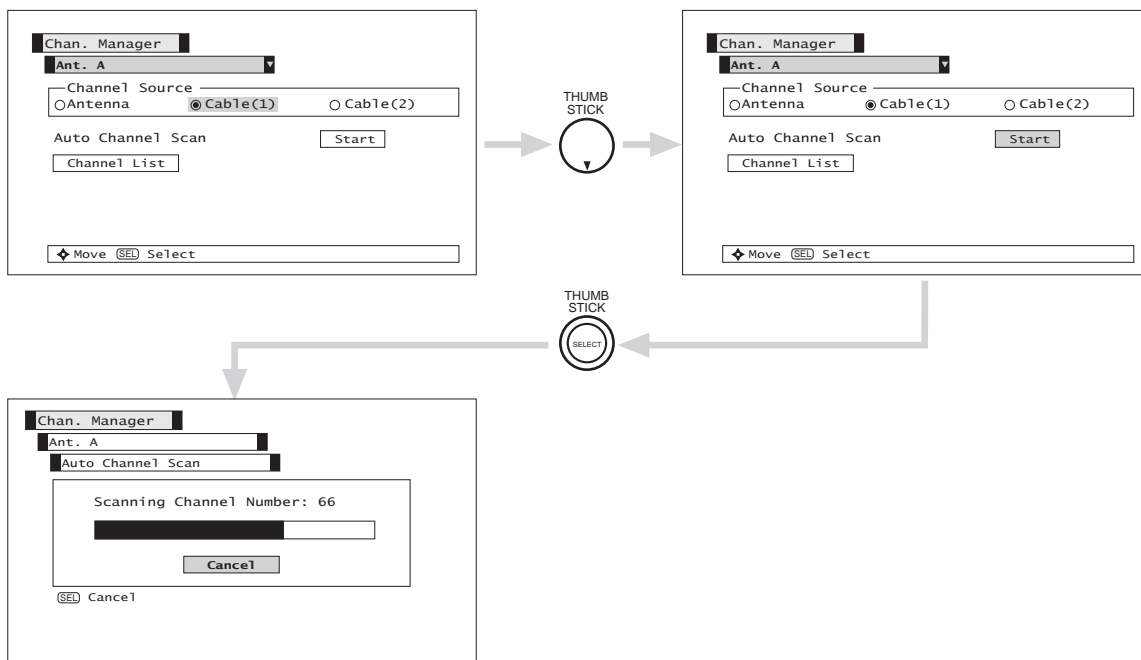 Chan. Manager
Ant. A
Channel Source
Antenna Cable(1) Cable(2)
Auto Channel Scan Start
Channel List
Move SEL Select
THUMB
STICK
Chan. Manager
Ant. A
Channel Source
Antenna Cable(1) Cable(2)
Auto Channel Scan Start
Channel List
Move SEL Select
THUMB
STICK
SELECT
Chan. Manager
Ant. A
Auto Channel Scan
Scanning Channel Number: 66
Cancel
SEL Cancel